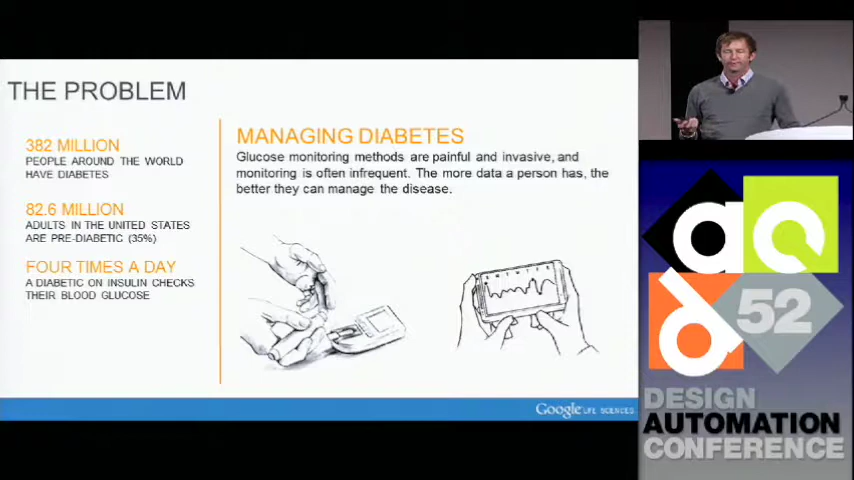 THE PROBLEM
382 MILLION
PEOPLE AROUND THE WORLD
HAVE DIABETES
82.6 MILLION
ADULTS IN THE UNITED STATES
ARE PRE-DIABETIC (35%)
FOUR TIMES A DAY
A DIABETIC ON INSULIN CHECKS
THEIR BLOOD GLUCOSE
MANAGING DIABETES
Glucose monitoring methods are painful and invasive, and
monitoring is often infrequent. The more data a person has, the
better they can manage the disease.
Google LIFE SCIENCES
dac
52
DESIGN
AUTOMATION
CONFERENCE